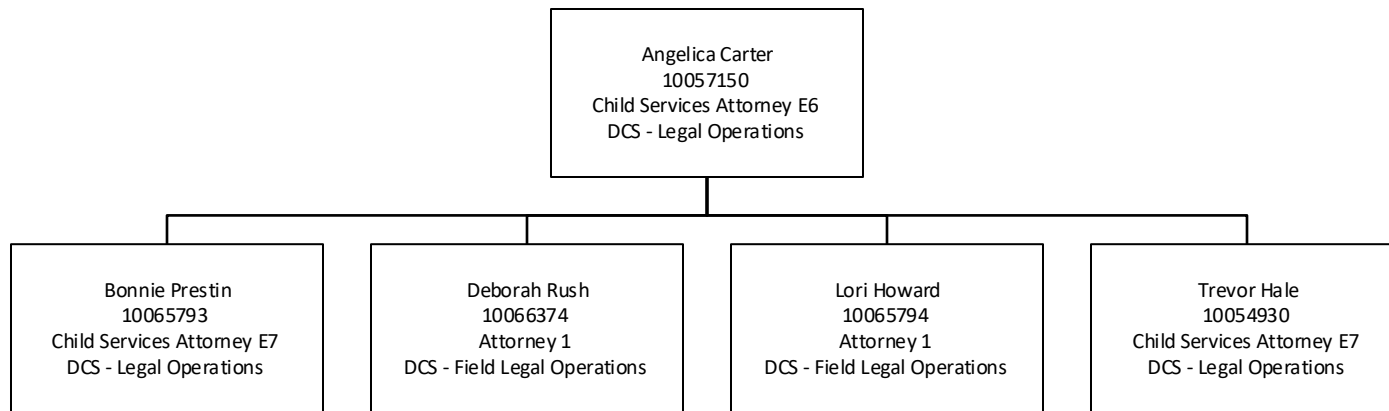 Angelica Carter
10057150
Child Services Attorney E6
DCS - Legal Operations
Bonnie Prestin
10065793
Child Services Attorney E7
DCS - Legal Operations
Deborah Rush
10066374
Attorney 1
DCS - Field Legal Operations
Lori Howard
10065794
Attorney 1
DCS - Field Legal Operations
Trevor Hale
10054930
Child Services Attorney E7
DCS - Legal Operations